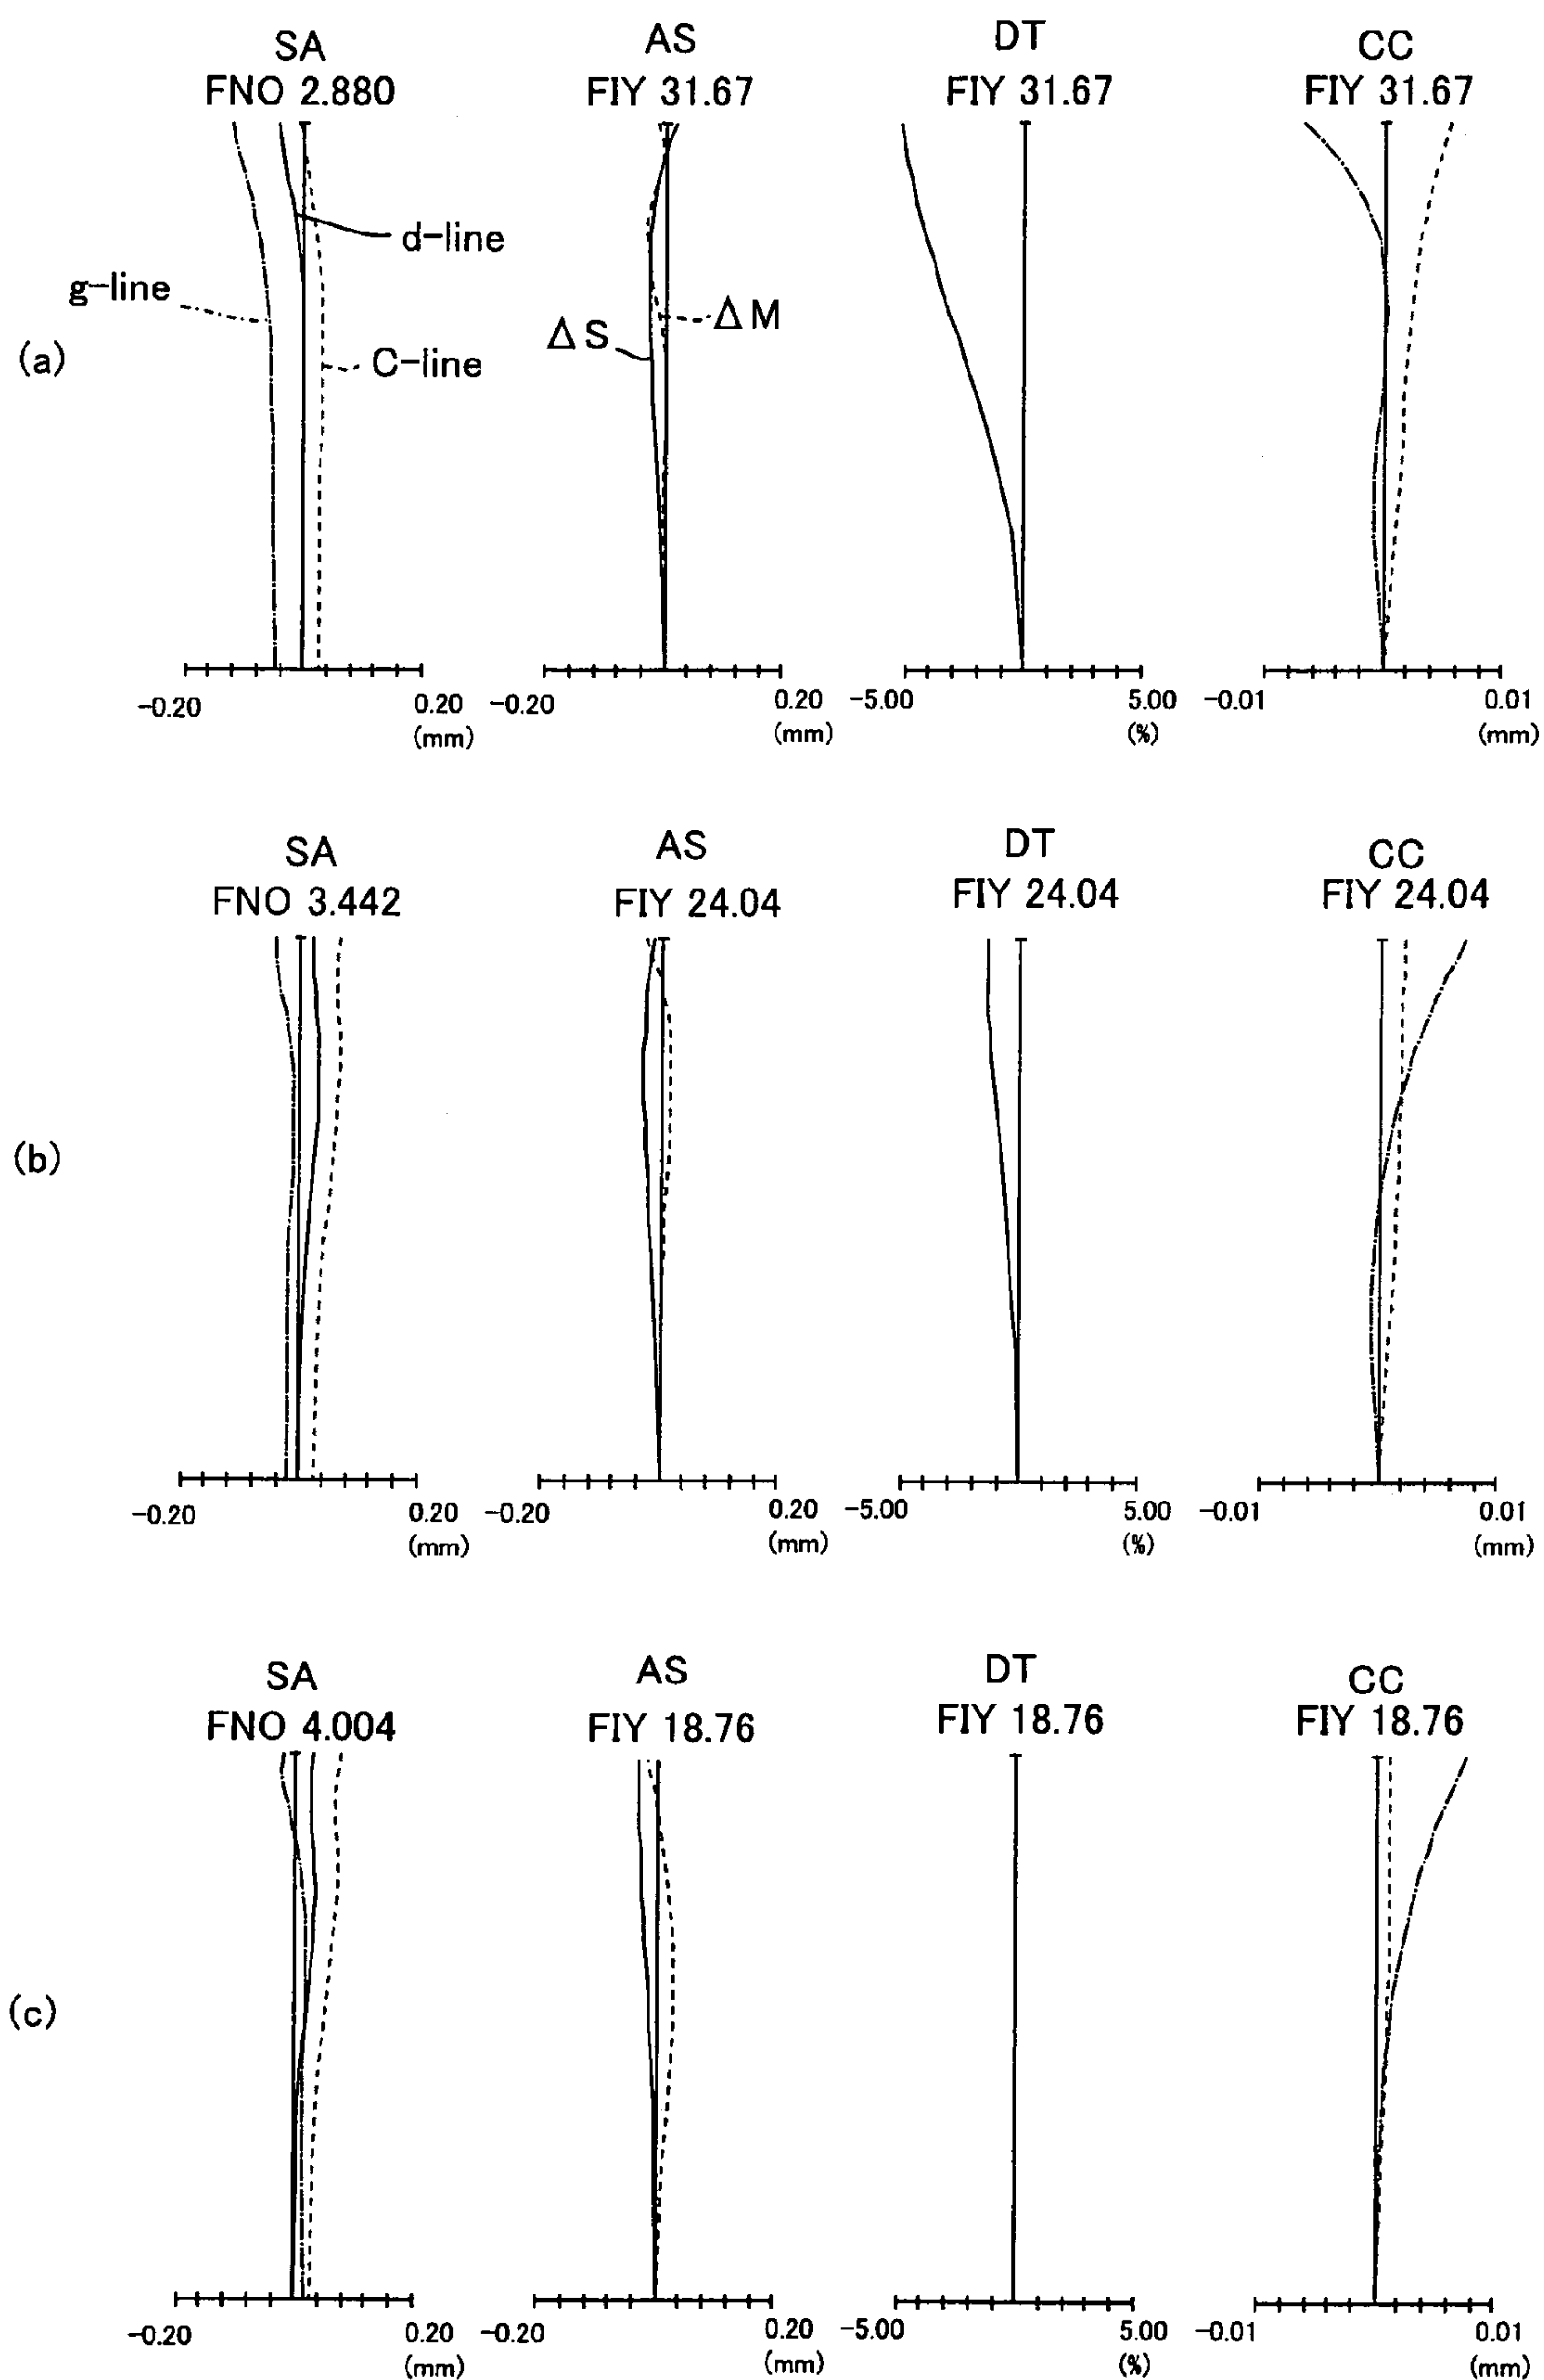 SA
FNO 2.880
AS
FIY 31.67
DT
FIY 31.67
CC
FIY 31.67
d-line
g-line
ΔM
ΔS
(a)
C-line
-0.20
0.20
(mm)
-0.20
0.20
(mm)
-5.00
5.00
(%)
-0.01
0.01
(mm)
SA
FNO 3.442
AS
FIY 24.04
DT
FIY 24.04
CC
FIY 24.04
(b)
-0.20
0.20
(mm)
-0.20
0.20
(mm)
-5.00
5.00
(%)
-0.01
0.01
(mm)
SA
FNO 4.004
AS
FIY 18.76
DT
FIY 18.76
CC
FIY 18.76
(c)
-0.20
0.20
(mm)
-0.20
0.20
(mm)
-5.00
5.00
(%)
-0.01
0.01
(mm)